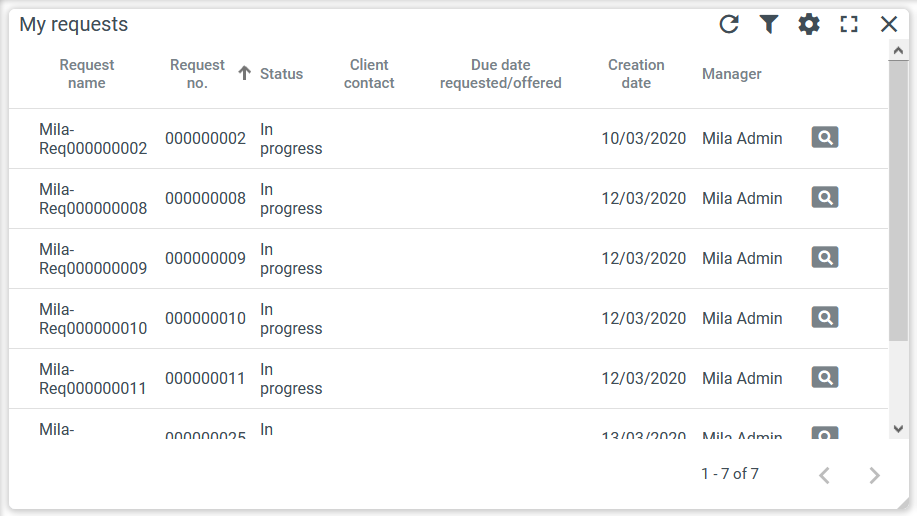 My requests
Request name
Request no.
Status
Client contact
Due date requested/offered
Creation date
Manager
Mila-Req000000002 000000002 In progress 10/03/2020 Mila Admin
Mila-Req000000008 000000008 In progress 12/03/2020 Mila Admin
Mila-Req000000009 000000009 In progress 12/03/2020 Mila Admin
Mila-Req000000010 000000010 In progress 12/03/2020 Mila Admin
Mila-Req000000011 000000011 In progress 12/03/2020 Mila Admin
Mila- 000000025 In 13/03/2020 Mila Admin
1 - 7 of 7